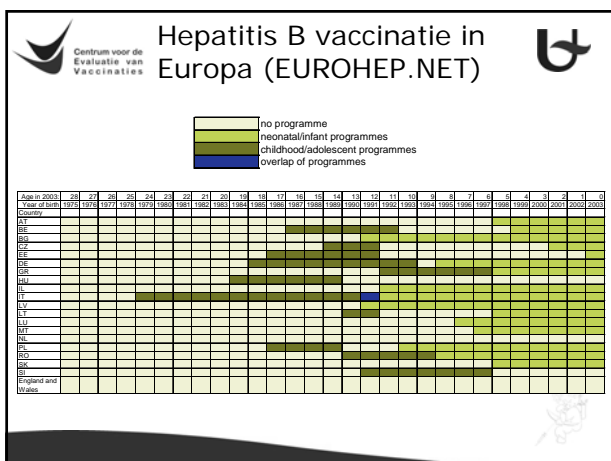 Centrum voor de
Evaluatie van
Vaccinaties
Hepatitis B vaccinatie in
Europa (EUROHEP.NET)
no programme
neonatal/infant programmes
childhood/adolescent programmes
overlap of programmes
Age in 2003: 28 27 26 25 24 23 22 21 20 19 18 17 16 15 14 13 12 11 10 9 8 7 6 5 4 3 2 1 0
Year of birth 1975 1976 1977 1978 1979 1980 1981 1982 1983 1984 1985 1986 1987 1988 1989 1990 1991 1992 1993 1994 1995 1996 1997 1998 1999 2000 2001 2002 2003
Country
AT
BE
BG
CZ
EE
DE
GR
HU
IL
IT
LV
LT
LU
MT
NL
PL
RO
SK
SI
England and
Wales